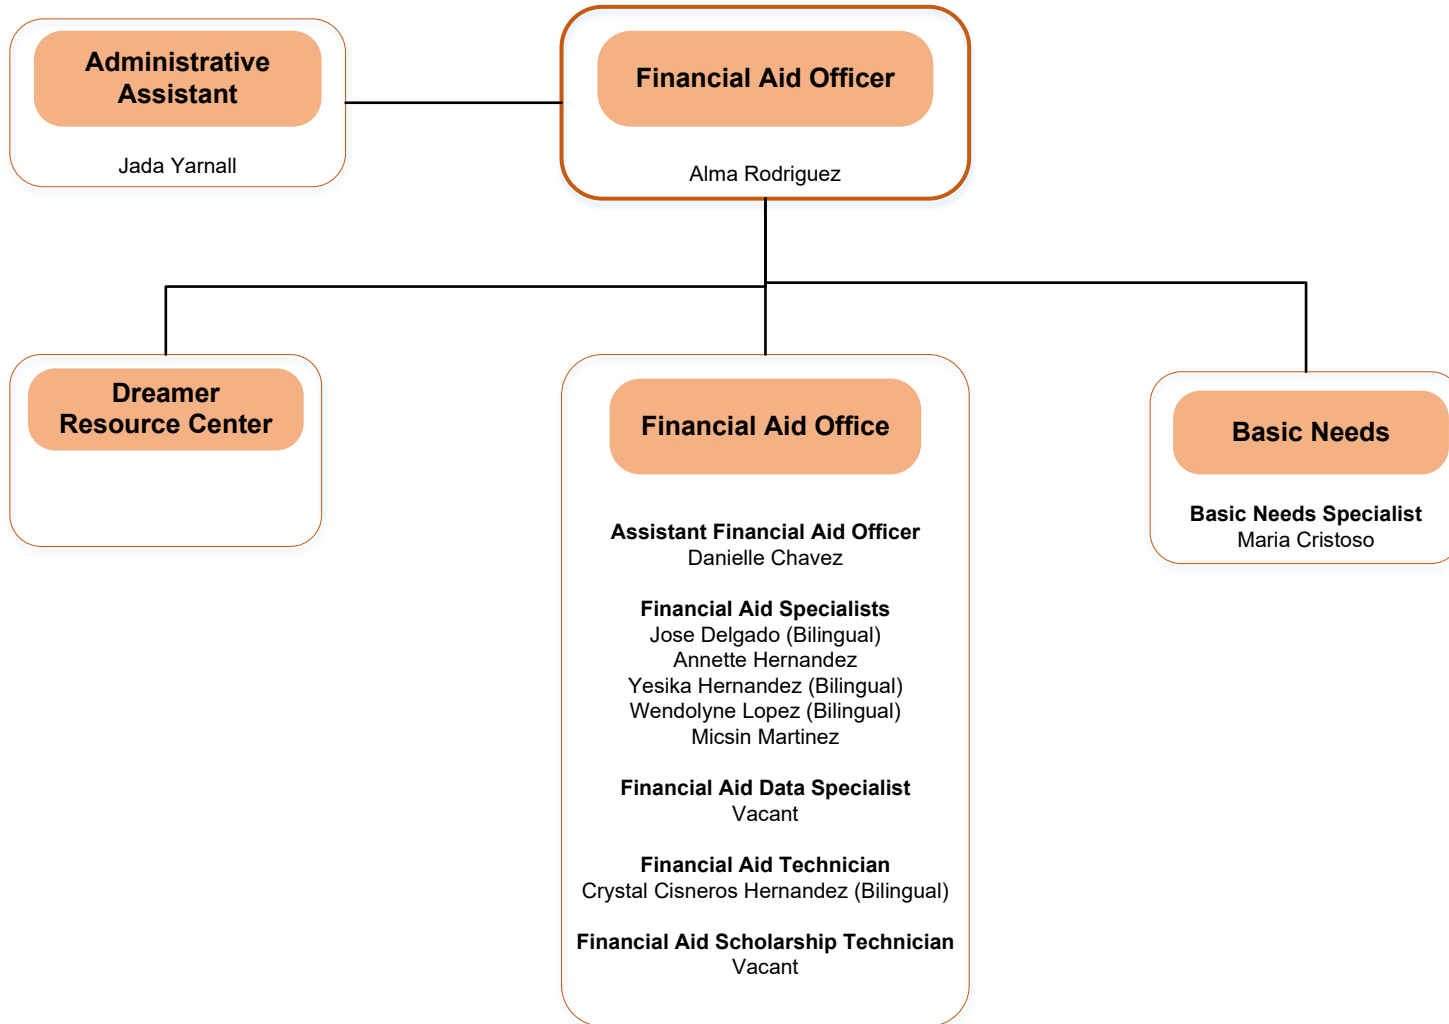 Administrative
Assistant
Jada Yarnall
Financial Aid Officer
Alma Rodriguez
Dreamer
Resource Center
Financial Aid Office
Assistant Financial Aid Officer
Danielle Chavez
Financial Aid Specialists
Jose Delgado (Bilingual)
Annette Hernandez
Yesika Hernandez (Bilingual)
Wendolyne Lopez (Bilingual)
Micsin Martinez
Financial Aid Data Specialist
Vacant
Financial Aid Technician
Crystal Cisneros Hernandez (Bilingual)
Financial Aid Scholarship Technician
Vacant
Basic Needs
Basic Needs Specialist
Maria Cristoso